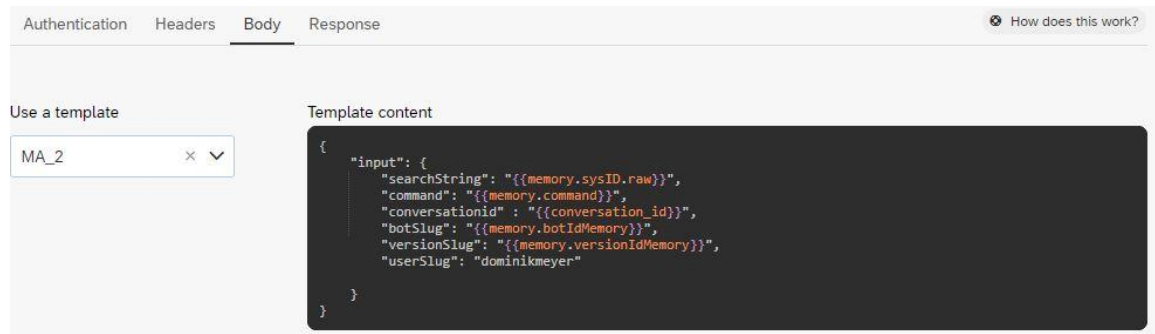 Authentication Headers Body Response How does this work?
Use a template Template content
MA_2
{
"input": {
"searchString": "{{memory.sysID.raw}}",
"command": "{{memory.command}}",
"conversationid" : "{{conversation_id}}",
"botSlug": "{{memory.botIdMemory}}",
"versionSlug": "{{memory.versionIdMemory}}",
"userSlug": "dominikmeyer"
}
}